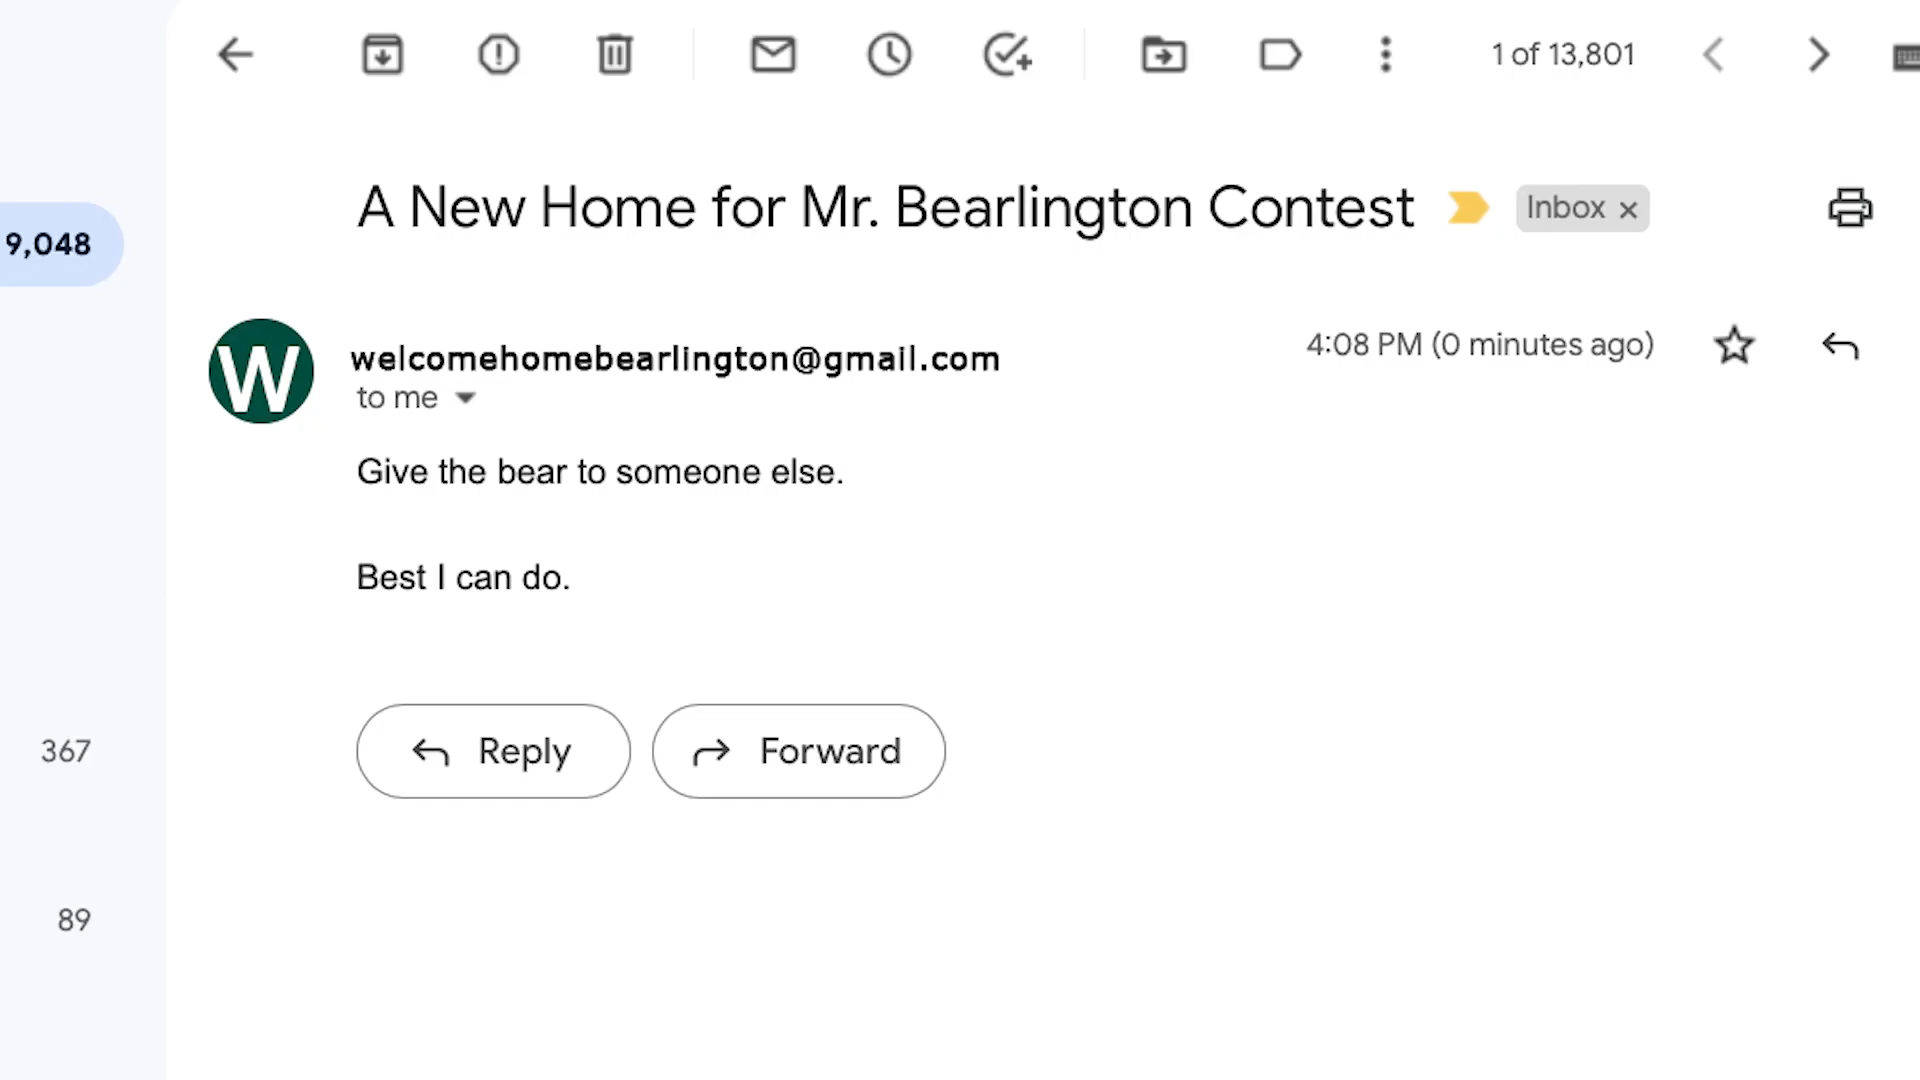 1 of 13,801
A New Home for Mr. Bearlington Contest
Inbox ×
9,048
W
welcomehomebearlington@gmail.com
4:08 PM (0 minutes ago)
to me
Give the bear to someone else.
Best I can do.
Reply
Forward
367
89